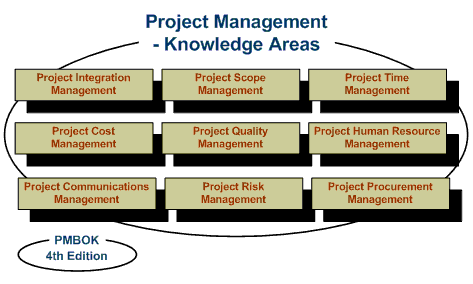 Project Management
- Knowledge Areas
Project Integration
Management
Project Scope
Management
Project Time
Management
Project Cost
Management
Project Quality
Management
Project Human Resource
Management
Project Communications
Management
Project Risk
Management
Project Procurement
Management
PMBOK
4th Edition